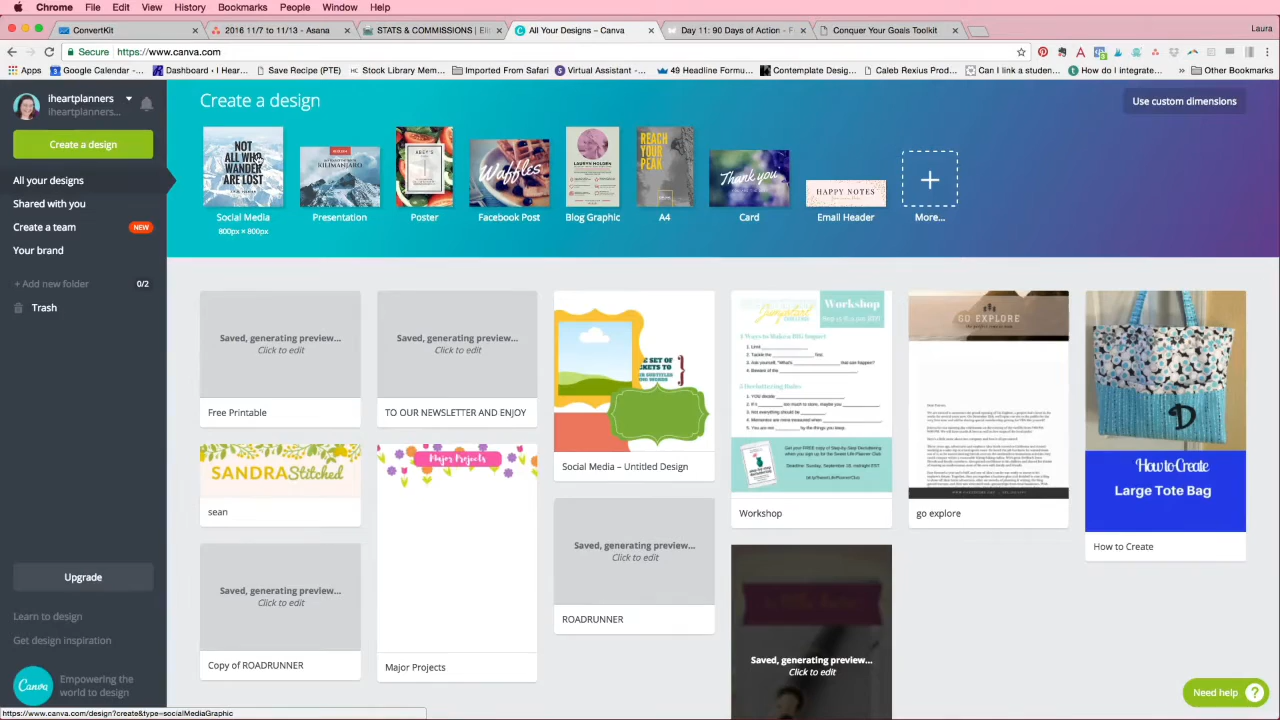 Chrome File Edit View History Bookmarks People Window Help
ConvertKit
2016 11/7 to 11/13 - Asana
STATS & COMMISSIONS | Elit
All Your Designs – Canva
Day 11: 90 Days of Action - F
Conquer Your Goals Toolkit
Laura
Secure https://www.canva.com
Apps Google Calendar... Dashboard ‹ I Hear... Save Recipe (PTE) Stock Library Mem... Imported From Safari Virtual Assistant -... 49 Headline Formu... Contemplate Desig... Caleb Rexius Prod... Can I link a studen... How do I integrate... » Other Bookmarks
iheartplanners
iheartplanners...
Create a design
All your designs
Shared with you
Create a team NEW
Your brand
+ Add new folder 0/2
Trash
Upgrade
Learn to design
Get design inspiration
Canva
Empowering the
world to design
https://www.canva.com/design?create&type=socialMediaGraphic
Create a design
Use custom dimensions
NOT
ALL WHO
WANDER
ARE LOST
KILIMANJARO
ABBY'S
Waffles
LAURYN HOLDEN
REACH
YOUR
PEAK
Thank you
HAPPY NOTES
Social Media
800px × 800px
Presentation
Poster
Facebook Post
Blog Graphic
A4
Card
Email Header
More...
Saved, generating preview...
Click to edit
Free Printable
sean
Saved, generating preview...
Click to edit
Copy of ROADRUNNER
Saved, generating preview...
Click to edit
TO OUR NEWSLETTER AND ENJOY
Major Projects
Major Projects
Social Media – Untitled Design
Saved, generating preview...
Click to edit
ROADRUNNER
Workshop
Workshop
Saved, generating preview...
Click to edit
GO EXPLORE
go explore
How to Create
Large Tote Bag
How to Create
Need help ?